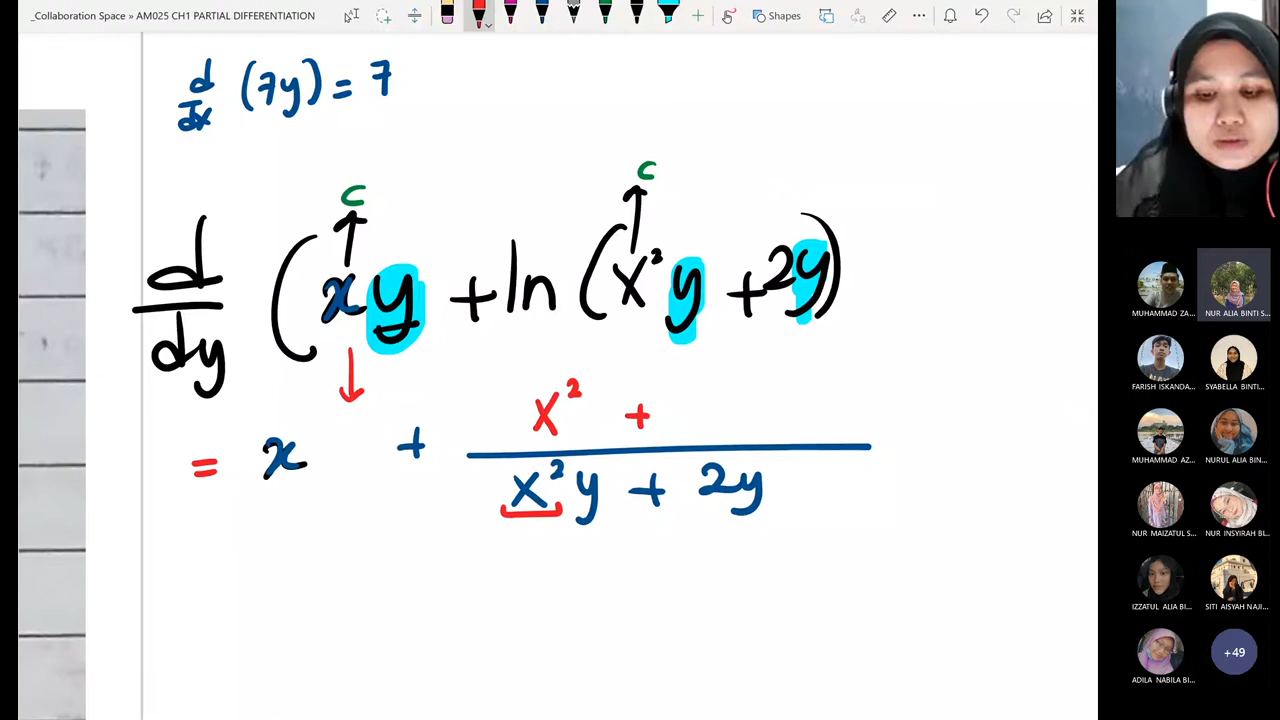 _Collaboration Space » AM025 CH1 PARTIAL DIFFERENTIATION
Shapes
d/dx (7y) = 7
c c
d/dy (xy + ln (x²y + 2y))
= x + (x² +)/(x²y + 2y)
MUHAMMAD ZA...
NUR ALIA BINTI S...
FARISH ISKANDA...
SYABELLA BINTI...
MUHAMMAD AZ...
NURUL ALIA BIN...
NUR MAIZATUL S...
NUR INSYIRAH BI...
IZZATUL ALIA BI...
SITI AISYAH NAJI...
ADILA NABILA BI...
+49